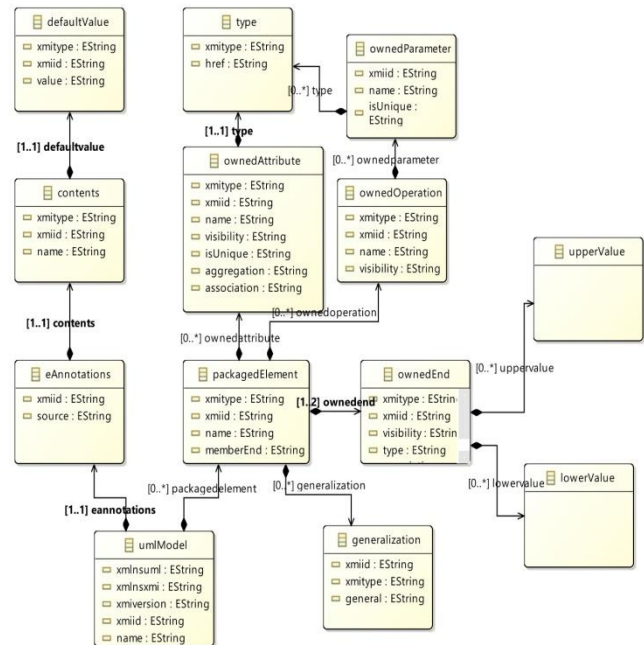 defaultValue
xmitype : EString
xmiid : EString
value : EString
type
xmitype : EString
href : EString
ownedParameter
xmiid : EString
name : EString
isUnique :
EString
[0..*] type
[1..1] defaultvalue
[1..1] type
[0..*] ownedparameter
contents
xmitype : EString
xmiid : EString
name : EString
ownedAttribute
xmitype : EString
xmiid : EString
name : EString
visibility : EString
isUnique : EString
aggregation : EString
association : EString
ownedOperation
xmitype : EString
xmiid : EString
name : EString
visibility : EString
upperValue
[1..1] contents
[0..*] ownedoperation
[0..*] ownedattribute
[0..*] uppervalue
eAnnotations
xmiid : EString
source : EString
packagedElement
xmitype : EString
xmiid : EString
name : EString
memberEnd : EString
[1..2] ownedend
ownedEnd
xmitype : EString
xmiid : EString
visibility : EString
type : EString
lowerValue
[0..*] lowervalue
[0..*] packagedelement
[0..*] generalization
[1..1] eannotations
umlModel
xmlnsuml : EString
xmlnsxmi : EString
xmiversion : EString
xmiid : EString
name : EString
generalization
xmiid : EString
xmitype : EString
general : EString